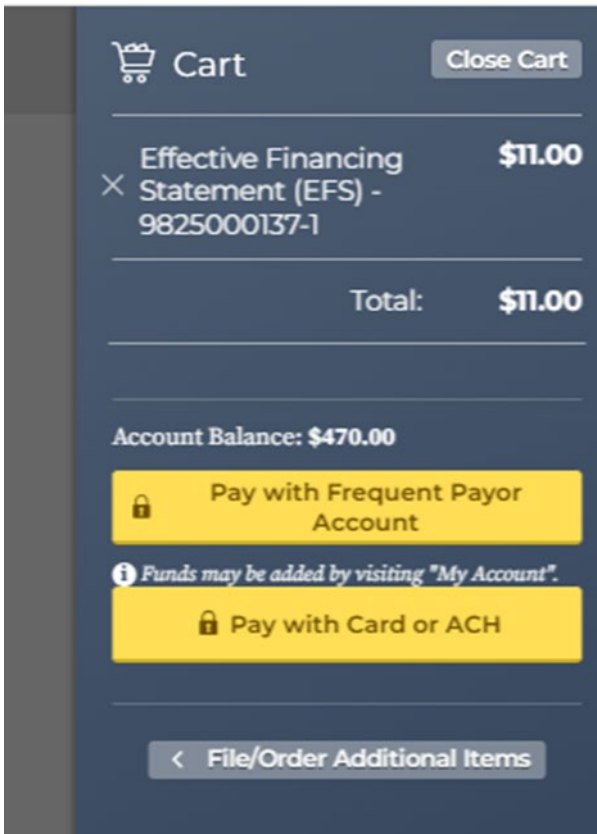 Cart
Close Cart
Effective Financing $11.00
Statement (EFS) -
9825000137-1
Total: $11.00
Account Balance: $470.00
Pay with Frequent Payor
Account
Funds may be added by visiting "My Account".
Pay with Card or ACH
< File/Order Additional Items